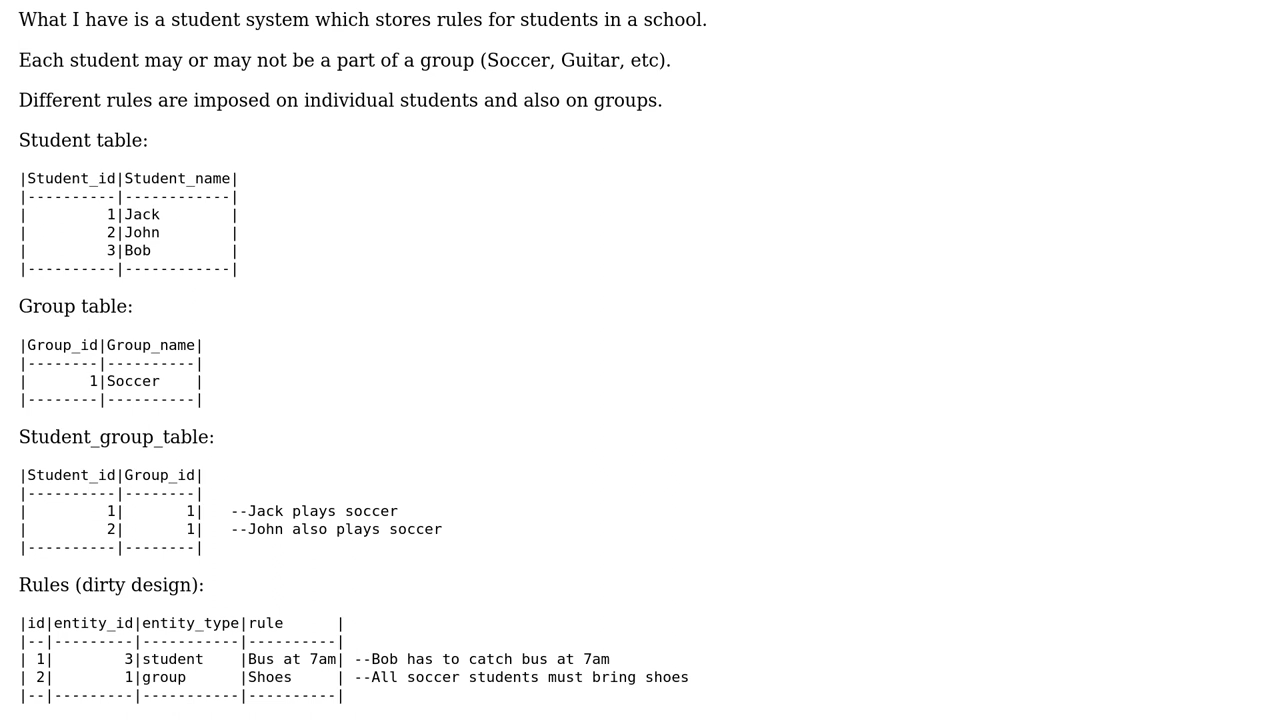 What I have is a student system which stores rules for students in a school.
Each student may or may not be a part of a group (Soccer, Guitar, etc).
Different rules are imposed on individual students and also on groups.
Student table:
|Student_id|Student_name|
|----------|------------|
|         1|Jack        |
|         2|John        |
|         3|Bob         |
|----------|------------|
Group table:
|Group_id|Group_name|
|--------|----------|
|       1|Soccer    |
|--------|----------|
Student_group_table:
|Student_id|Group_id|
|----------|--------|
|         1|       1|   --Jack plays soccer
|         2|       1|   --John also plays soccer
|----------|--------|
Rules (dirty design):
|id|entity_id|entity_type|rule      |
|--|---------|-----------|----------|
| 1|        3|student    |Bus at 7am| --Bob has to catch bus at 7am
| 2|        1|group      |Shoes     | --All soccer students must bring shoes
|--|---------|-----------|----------|